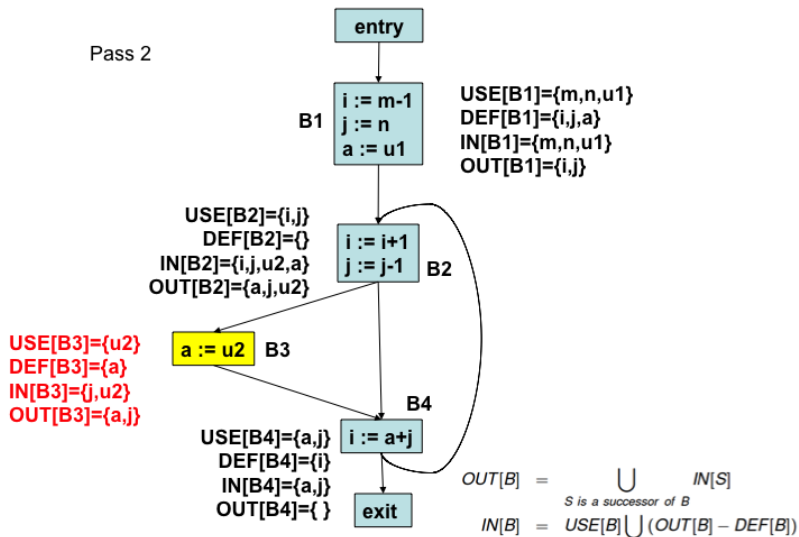 entry
Pass 2
i := m-1
j := n
a := u1
B1
USE[B1]={m,n,u1}
DEF[B1]={i,j,a}
IN[B1]={m,n,u1}
OUT[B1]={i,j}
USE[B2]={i,j}
DEF[B2]={}
IN[B2]={i,j,u2,a}
OUT[B2]={a,j,u2}
i := i+1
j := j-1
B2
USE[B3]={u2}
DEF[B3]={a}
IN[B3]={j,u2}
OUT[B3]={a,j}
a := u2
B3
B4
USE[B4]={a,j}
DEF[B4]={i}
IN[B4]={a,j}
OUT[B4]={ }
i := a+j
exit
OUT[B] = ⋃ IN[S]
S is a successor of B
IN[B] = USE[B]⋃(OUT[B] − DEF[B])